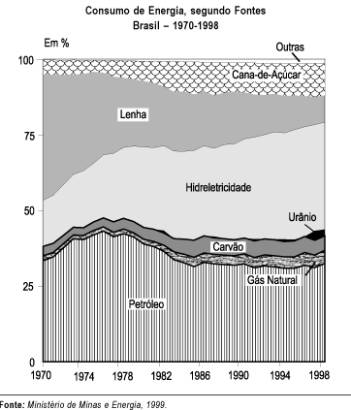 Consumo de Energia, segundo Fontes
Brasil – 1970-1998
Em %
Outras
100
Cana-de-Açúcar
Lenha
75
Hidreletricidade
50
Urânio
Carvão
Gás Natural
25
Petróleo
0
1970 1974 1978 1982 1986 1990 1994 1998
Fonte: Ministério de Minas e Energia, 1999.